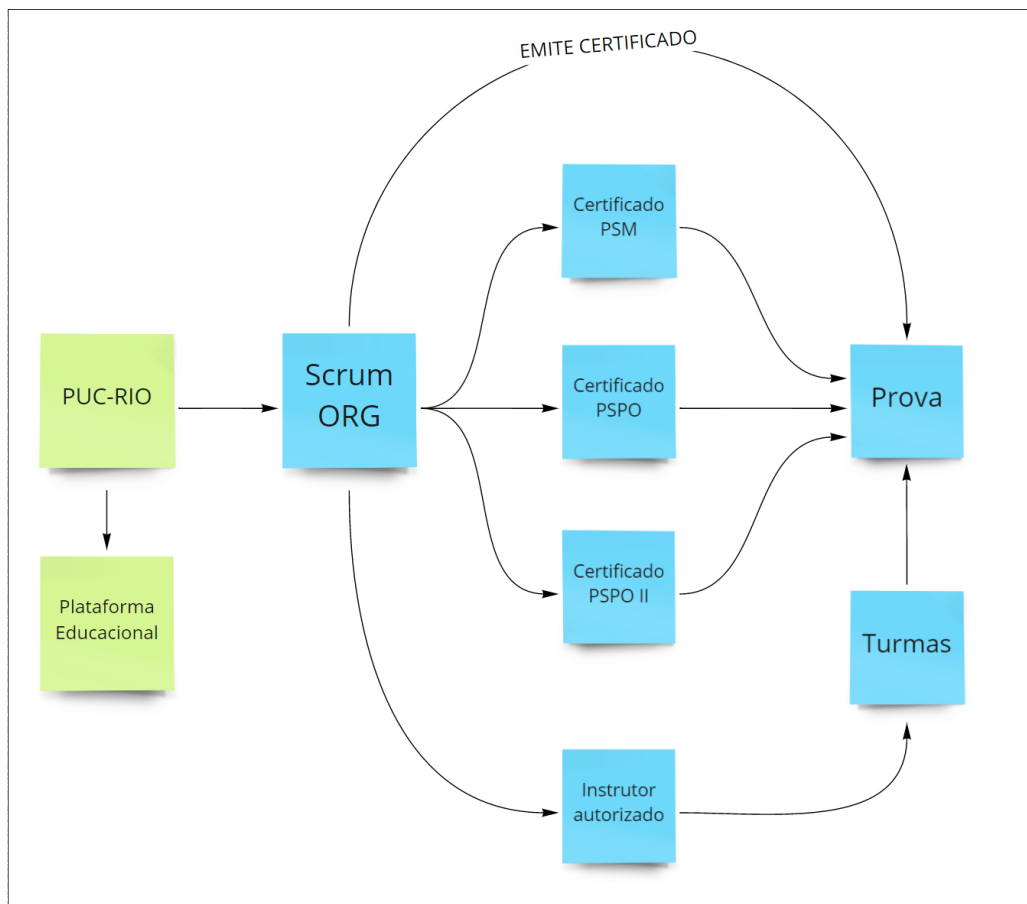 EMITE CERTIFICADO
Certificado
PSM
PUC-RIO
Scrum
ORG
Certificado
PSPO
Prova
Plataforma
Educacional
Certificado
PSPO II
Turmas
Instrutor
autorizado